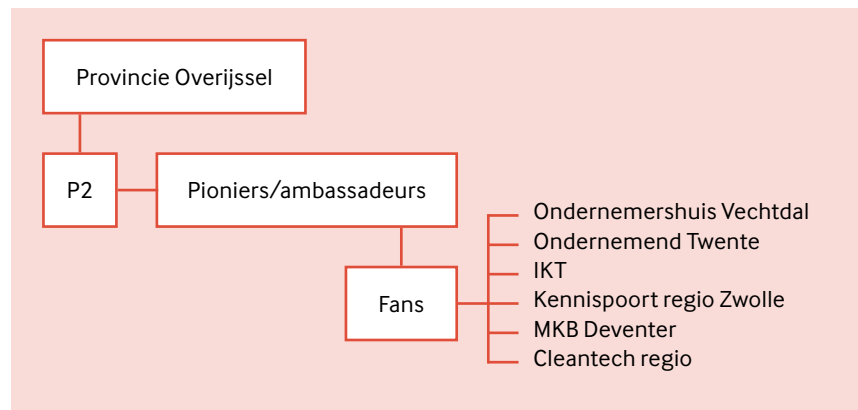 Provincie Overijssel
P2
Pioniers/ambassadeurs
Fans
Ondernemershuis Vechtdal
Ondernemend Twente
IKT
Kennispoort regio Zwolle
MKB Deventer
Cleantech regio